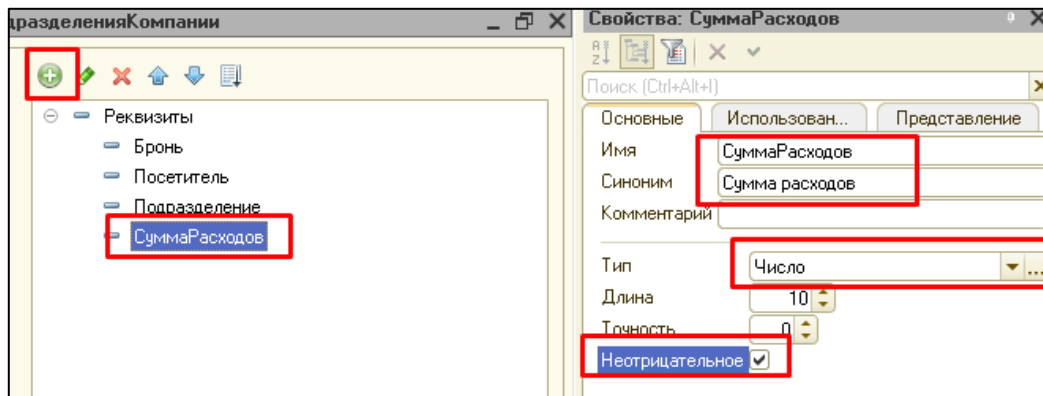 дразделенияКомпании
Реквизиты
Бронь
Посетитель
Подразделение
СуммаРасходов
Свойства: СуммаРасходов
Поиск (Ctrl+Alt+I)
Основные Использован... Представление
Имя СуммаРасходов
Синоним Сумма расходов
Комментарий
Тип Число ...
Длина 10
Точность 0
Неотрицательное